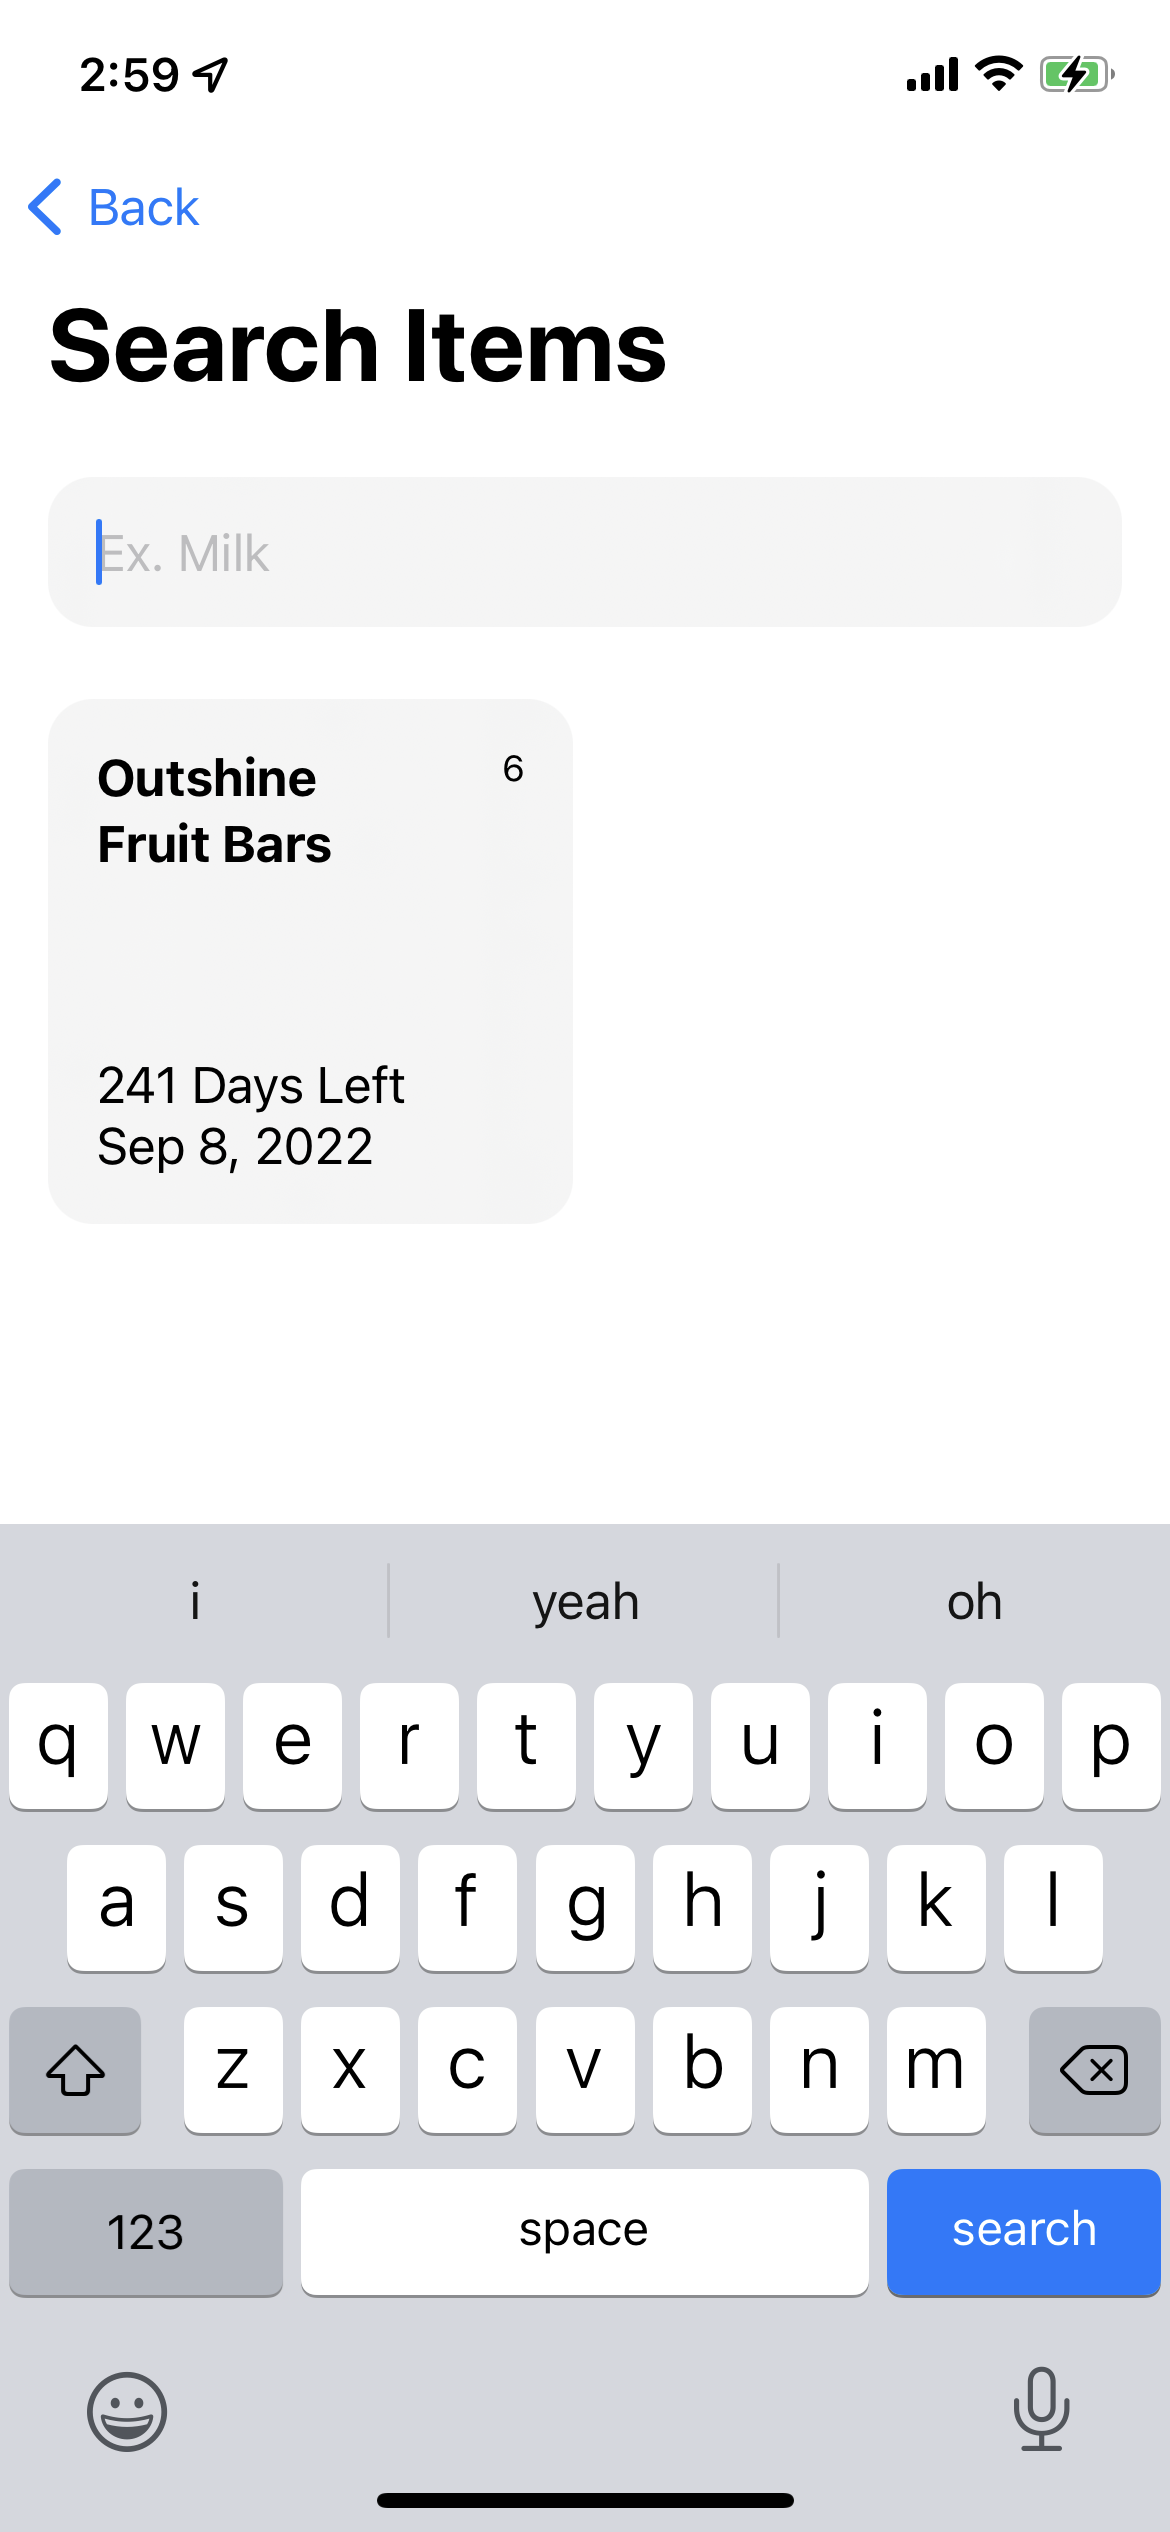 2:59
Back
Search Items
Ex. Milk
Outshine 6
Fruit Bars
241 Days Left
Sep 8, 2022
i yeah oh
q w e r t y u i o p
a s d f g h j k l
z x c v b n m
123 space search